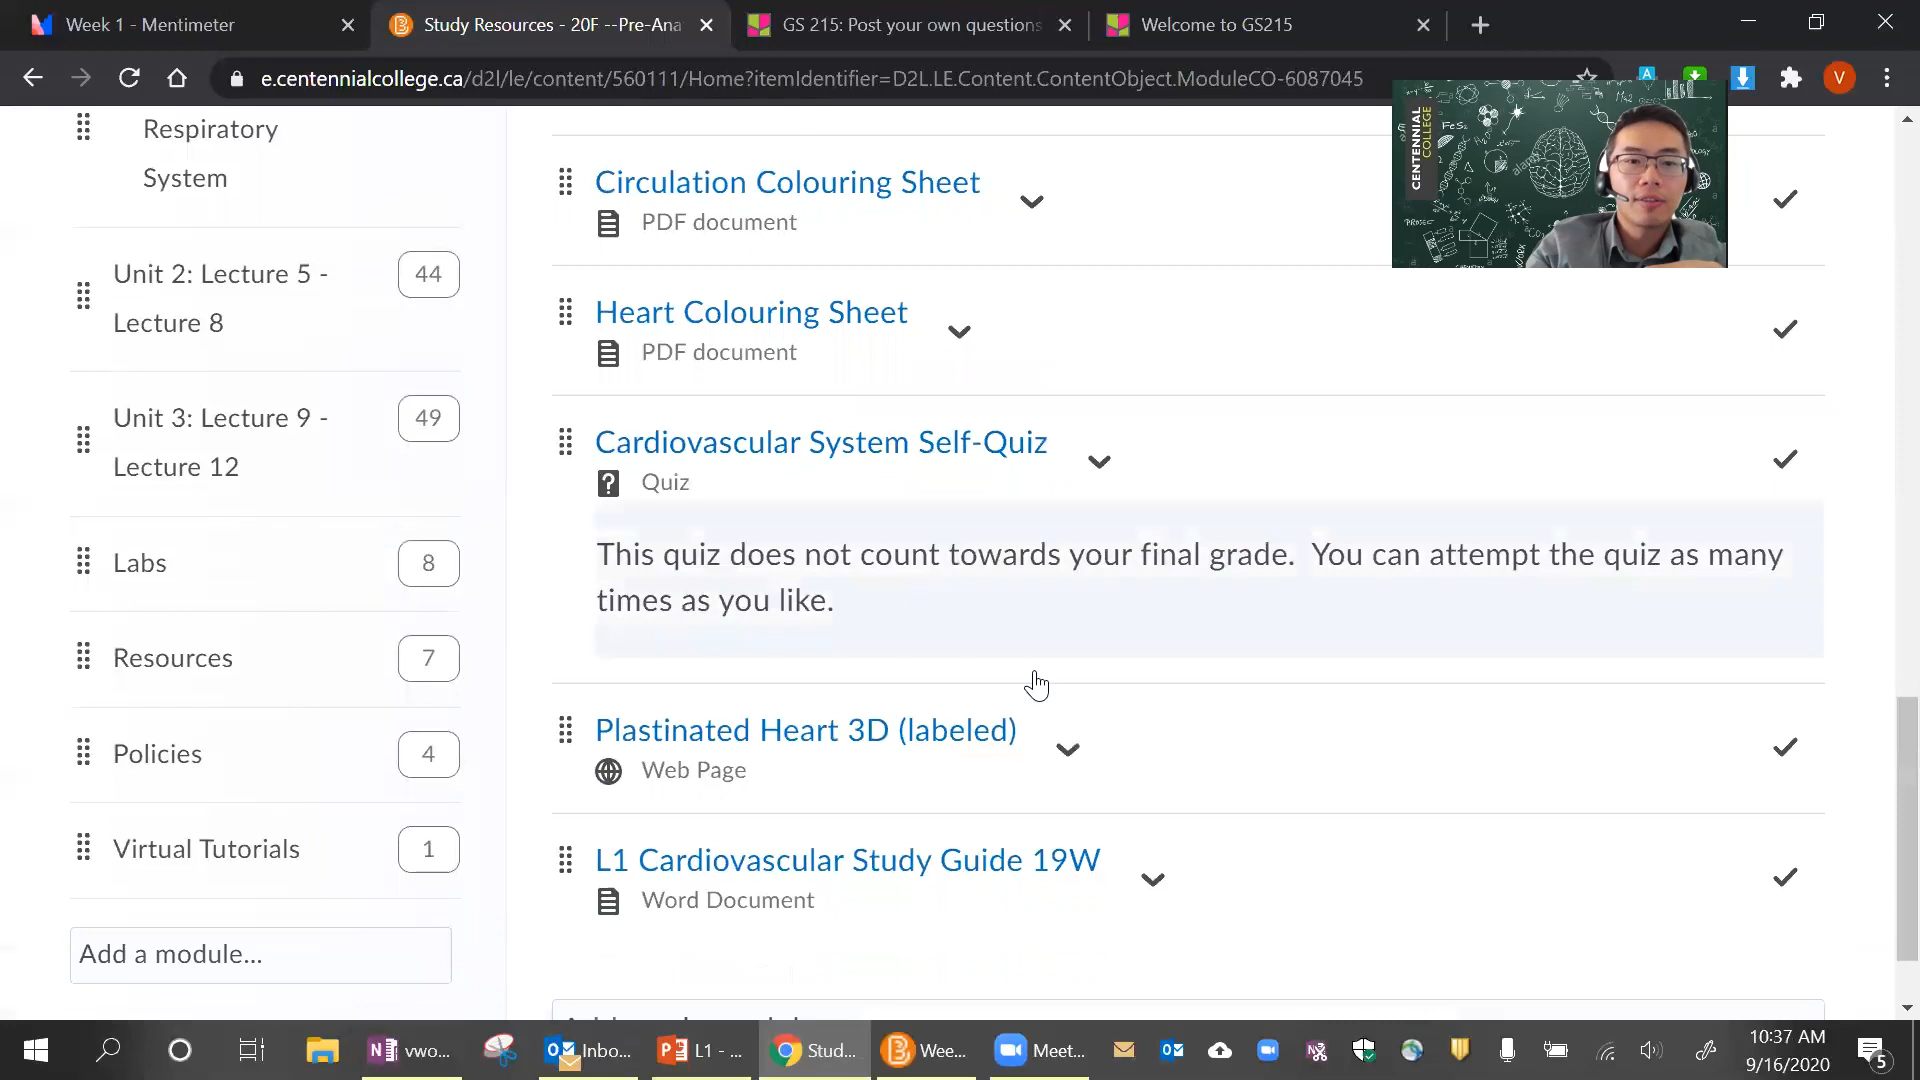 Week 1 - Mentimeter
Study Resources - 20F --Pre-Ana
GS 215: Post your own questions
Welcome to GS215
e.centennialcollege.ca/d2l/le/content/560111/Home?itemIdentifier=D2L.LE.Content.ContentObject.ModuleCO-6087045
V
CENTENNIAL
COLLEGE
FeS₂
Respiratory
System
Unit 2: Lecture 5 -
Lecture 8
44
Unit 3: Lecture 9 -
Lecture 12
49
Labs
8
Resources
7
Policies
4
Virtual Tutorials
1
Add a module...
Circulation Colouring Sheet
PDF document
Heart Colouring Sheet
PDF document
Cardiovascular System Self-Quiz
Quiz
This quiz does not count towards your final grade.  You can attempt the quiz as many
times as you like.
Plastinated Heart 3D (labeled)
Web Page
L1 Cardiovascular Study Guide 19W
Word Document
vwo...
Inbo...
L1 - ...
Stud...
Wee...
Meet...
10:37 AM
9/16/2020
5